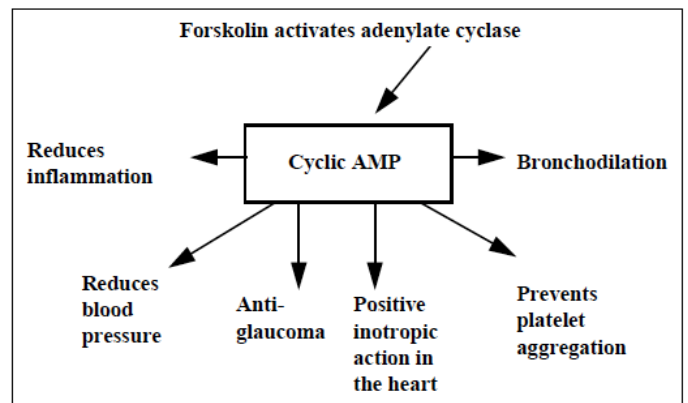 Forskolin activates adenylate cyclase
Cyclic AMP
Reduces
inflammation
Bronchodilation
Reduces
blood
pressure
Anti-
glaucoma
Positive
inotropic
action in
the heart
Prevents
platelet
aggregation